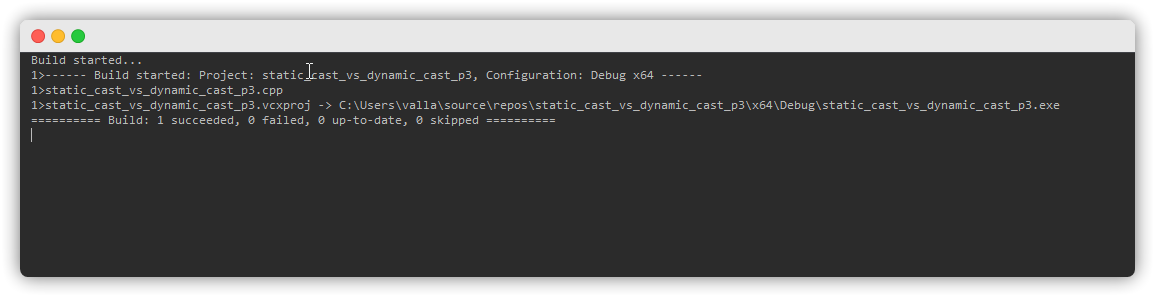 Build started...
1>------ Build started: Project: static_cast_vs_dynamic_cast_p3, Configuration: Debug x64 ------
1>static_cast_vs_dynamic_cast_p3.cpp
1>static_cast_vs_dynamic_cast_p3.vcxproj -> C:\Users\valla\source\repos\static_cast_vs_dynamic_cast_p3\x64\Debug\static_cast_vs_dynamic_cast_p3.exe
========== Build: 1 succeeded, 0 failed, 0 up-to-date, 0 skipped ==========